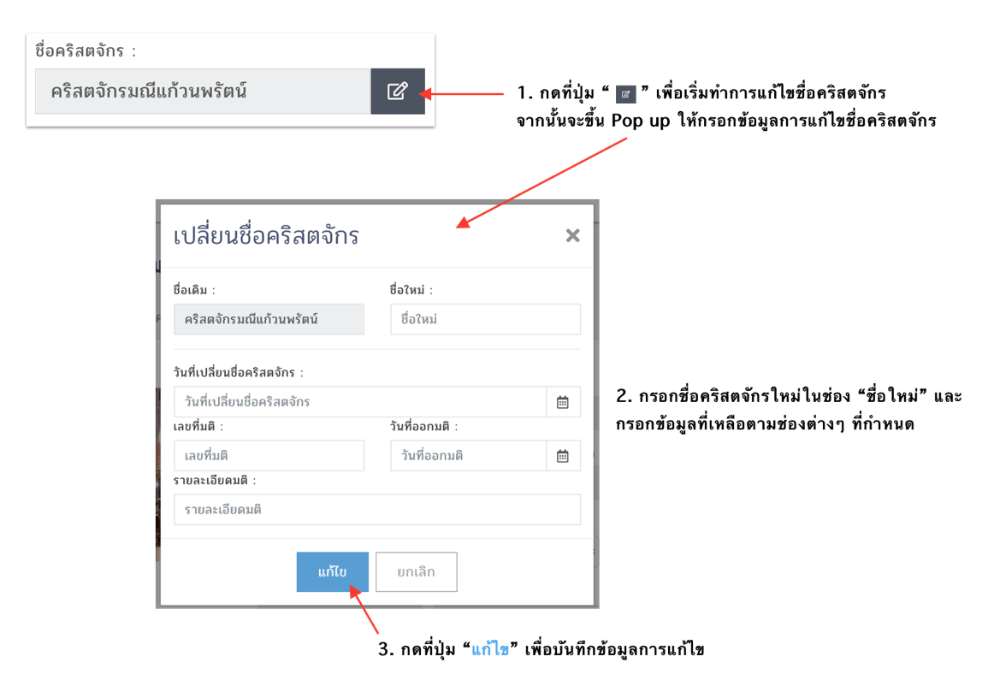 ชื่อคริสตจักร :
คริสตจักรมณีแก้วนพรัตน์
1. กดที่ปุ่ม “ ” เพื่อเริ่มทำการแก้ไขชื่อคริสตจักร
จากนั้นจะขึ้น Pop up ให้กรอกข้อมูลการแก้ไขชื่อคริสตจักร
เปลี่ยนชื่อคริสตจักร
ชื่อเดิม : ชื่อใหม่ :
คริสตจักรมณีแก้วนพรัตน์ ชื่อใหม่
วันที่เปลี่ยนชื่อคริสตจักร :
วันที่เปลี่ยนชื่อคริสตจักร
เลขที่มติ : วันที่ออกมติ :
เลขที่มติ วันที่ออกมติ
รายละเอียดมติ :
รายละเอียดมติ
แก้ไข ยกเลิก
2. กรอกชื่อคริสตจักรใหม่ในช่อง “ชื่อใหม่” และ
กรอกข้อมูลที่เหลือตามช่องต่างๆ ที่กำหนด
3. กดที่ปุ่ม “แก้ไข” เพื่อบันทึกข้อมูลการแก้ไข